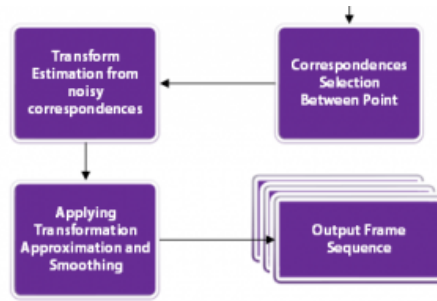 Transform
Estimation from
noisy
correspondences
Correspondences
Selection
Between Point
Applying
Transformation
Approximation and
Smoothing
Output Frame
Sequence